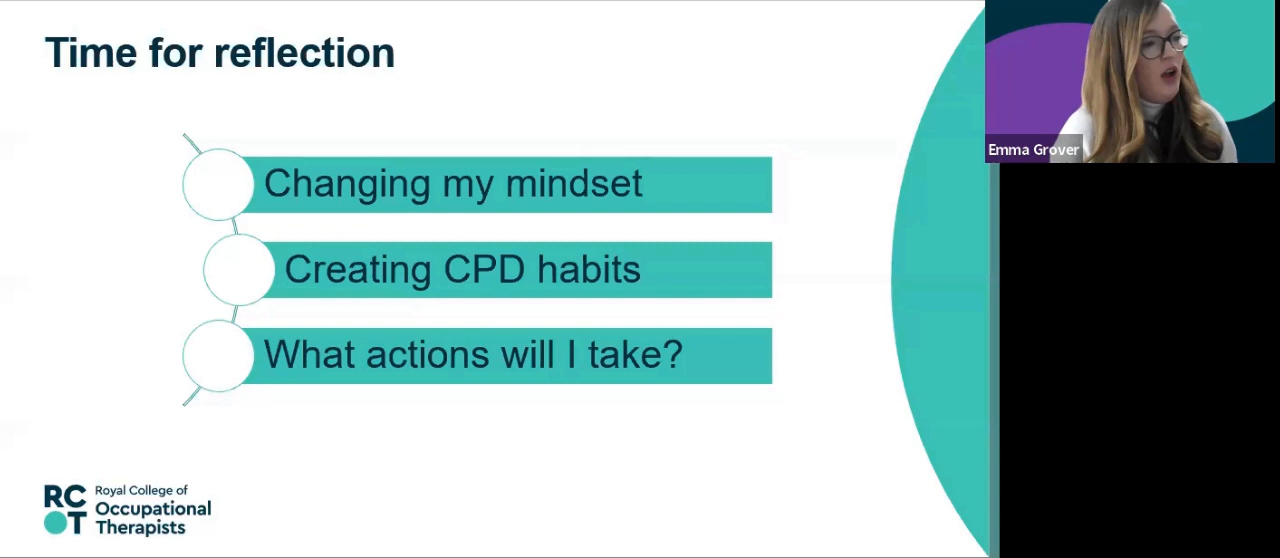 Time for reflection
Emma Grover
Changing my mindset
Creating CPD habits
What actions will I take?
RC
OT
Royal College of
Occupational
Therapists